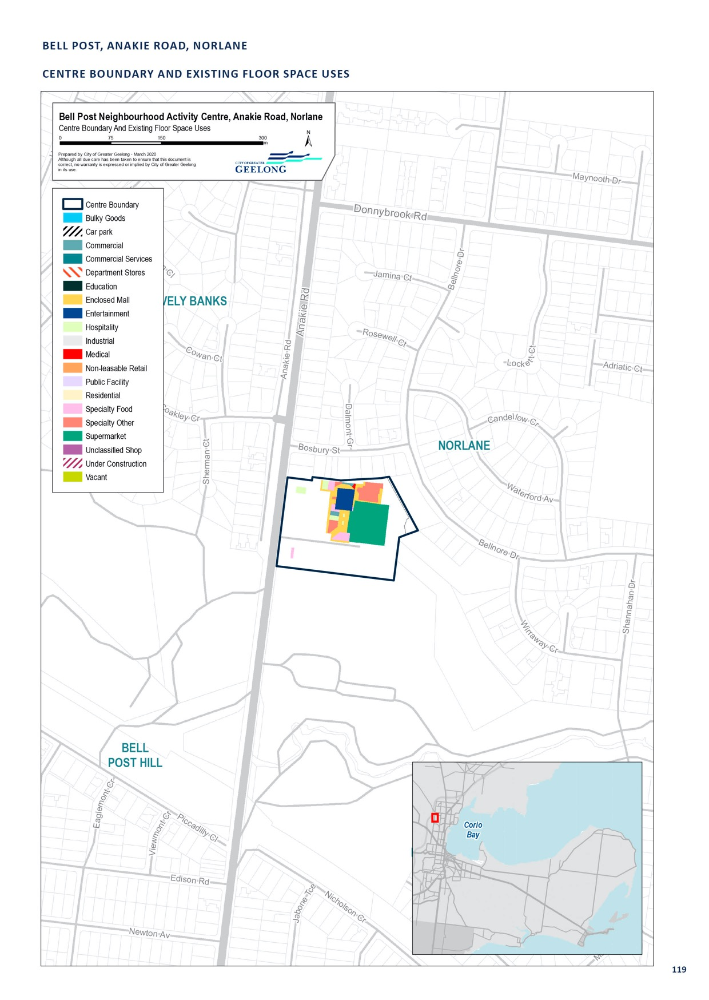 BELL POST, ANAKIE ROAD, NORLANE
CENTRE BOUNDARY AND EXISTING FLOOR SPACE USES
Bell Post Neighbourhood Activity Centre, Anakie Road, Norlane
Centre Boundary And Existing Floor Space Uses
0 75 150 300
m
N
Prepared by City of Greater Geelong - March 2020
Although all due care has been taken to ensure that this document is
correct, no warranty is expressed or implied by City of Greater Geelong
in its use.
CITY OF GREATER
GEELONG
Centre Boundary
Bulky Goods
Car park
Commercial
Commercial Services
Department Stores
Education
Enclosed Mall
Entertainment
Hospitality
Industrial
Medical
Non-leasable Retail
Public Facility
Residential
Specialty Food
Specialty Other
Supermarket
Unclassified Shop
Under Construction
Vacant
Maynooth Dr
Donnybrook Rd
Bellnore Dr
Jamina Ct
Cl
VELY BANKS
Anakie Rd
Rosewell Ct
Anakie Rd
Cowan Ct
Lockett Ct
Adriatic Ct
Coakley Cr
Dalmont Gr
Candellow Cr
Sherman Ct
Bosbury St
NORLANE
Waterford Av
Bellnore Dr
Shannahan Dr
Wirraway Cr
BELL
POST HILL
Eaglemont Cr
Viewmont Cr
Piccadilly Cl
Edison Rd
Jabone Tce
Nicholson Cr
Newton Av
Corio
Bay
119